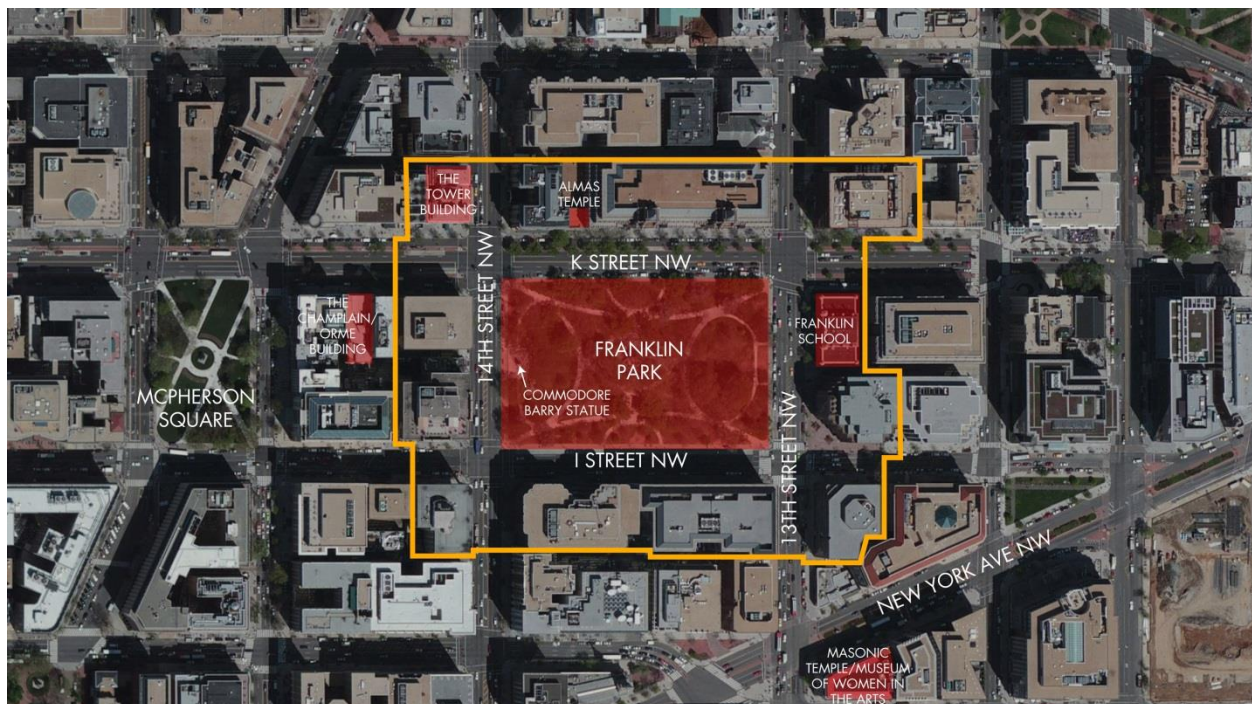 THE
TOWER
BUILDING
ALMAS
TEMPLE
K STREET NW
14TH STREET NW
THE
CHAMPLAIN/
ORME
BUILDING
FRANKLIN
SCHOOL
FRANKLIN
PARK
MCPHERSON
SQUARE
COMMODORE
BARRY STATUE
13TH STREET NW
I STREET NW
NEW YORK AVE NW
MASONIC
TEMPLE/MUSEUM
OF WOMEN IN
THE ARTS